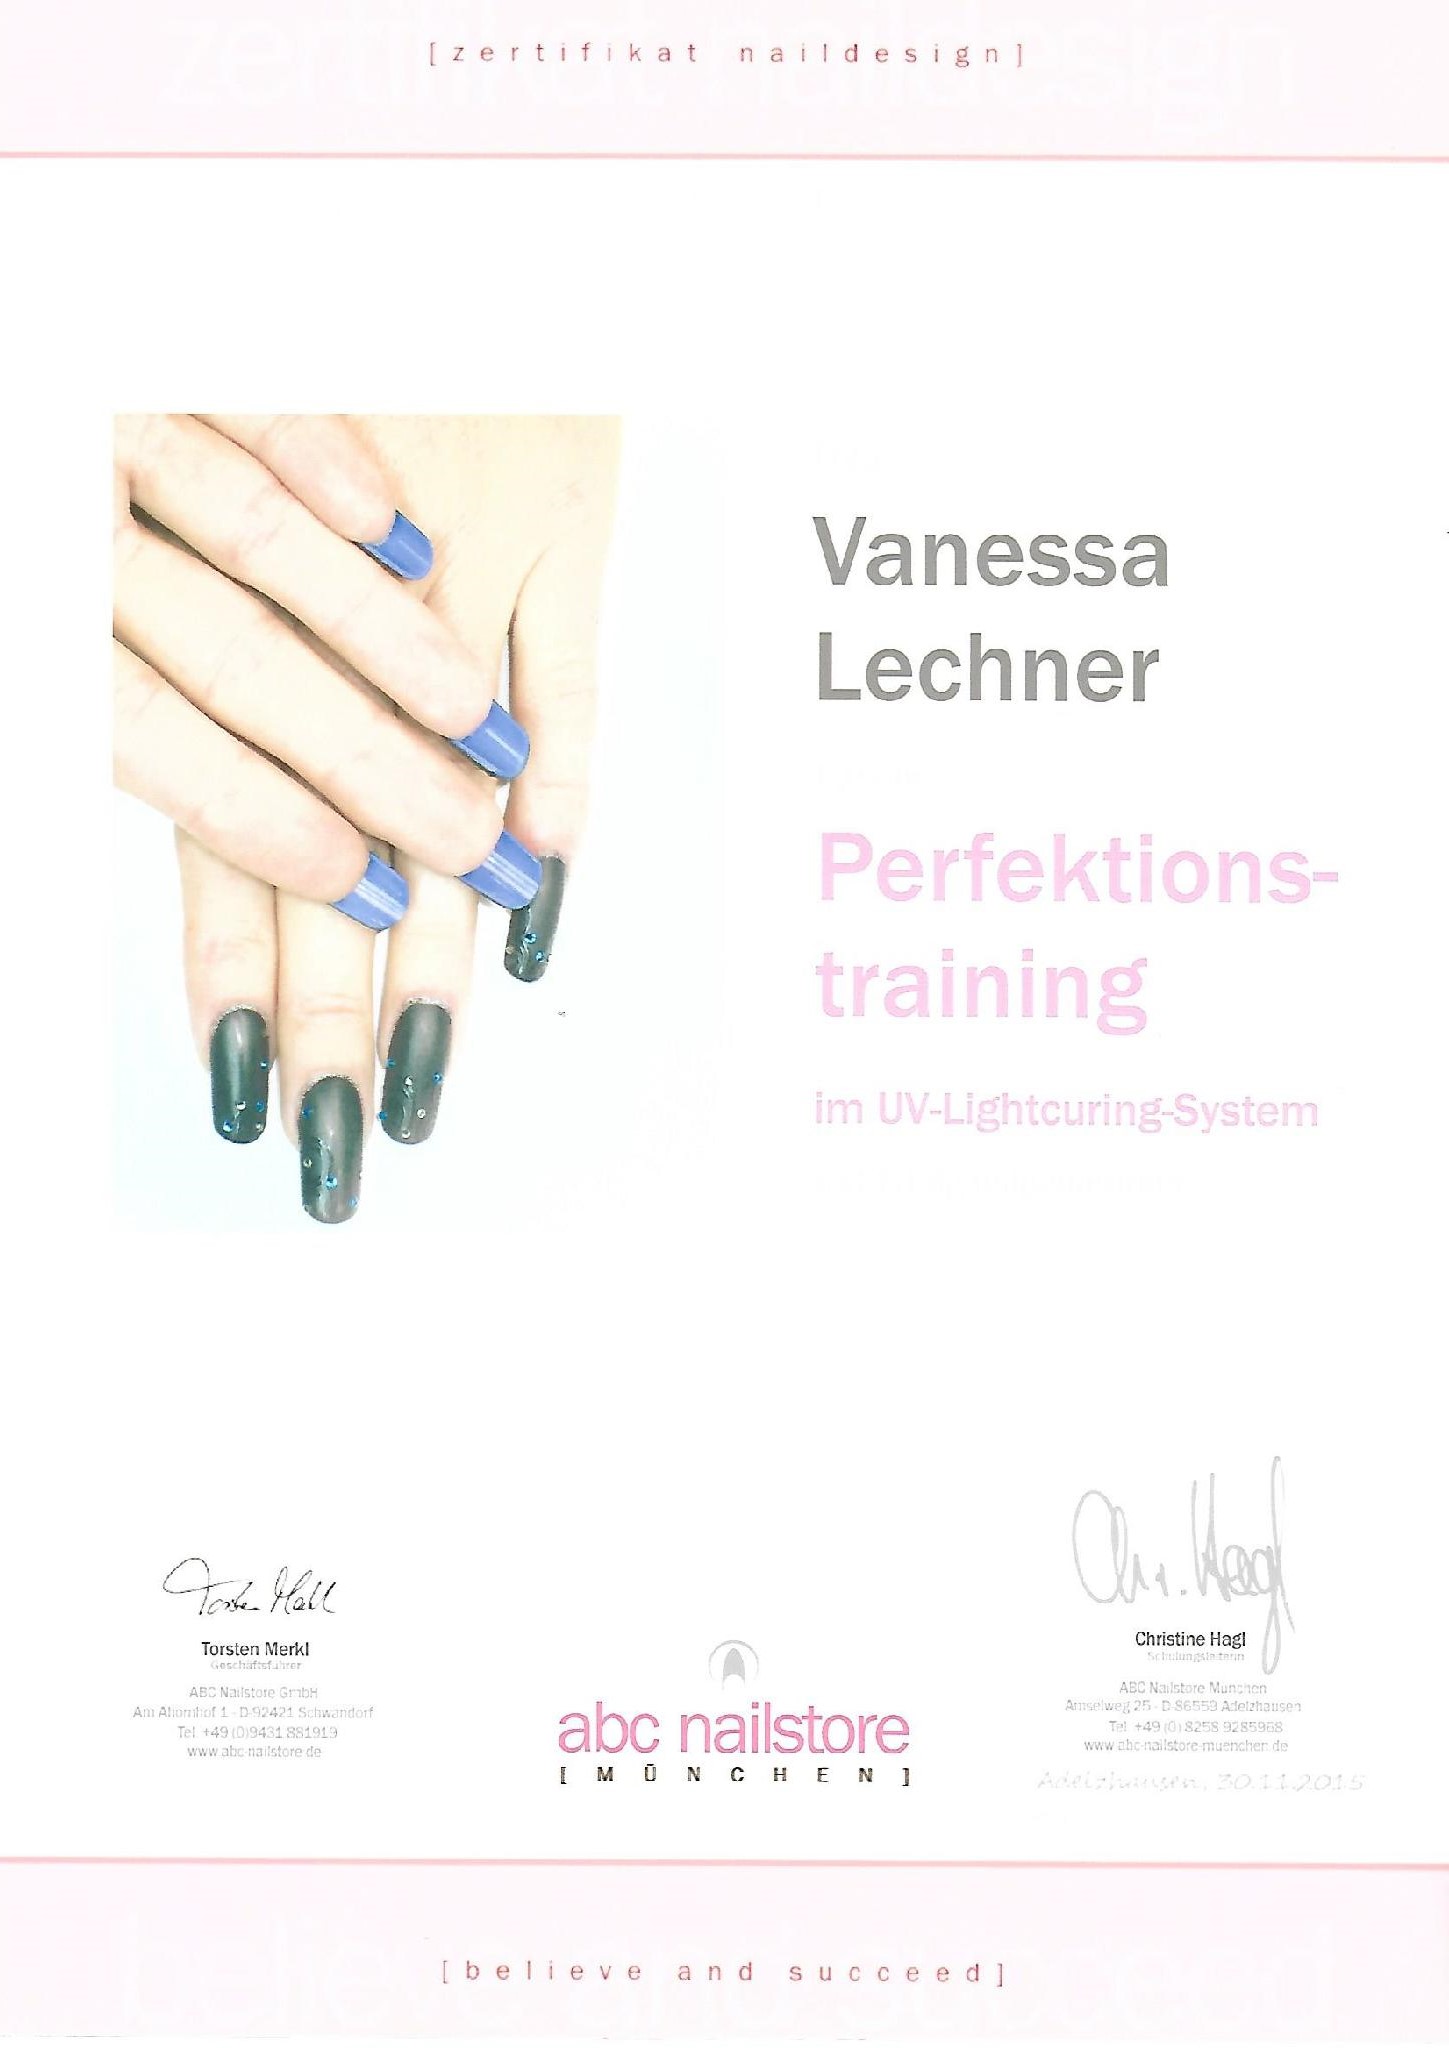 [zertifikat naildesign]
Vanessa
Lechner
Perfektions-
training
im UV-Lightcuring-System
Torsten Merkl
Geschäftsführer
ABC Nailstore GmbH
Am Ahornhof 1 - D-92421 Schwandorf
Tel. +49 (0)9431 881919
www.abc-nailstore.de
abc nailstore
[MÜNCHEN]
Chr. Hagl
Christine Hagl
Schulungsleiterin
ABC Nailstore München
Amselweg 25 - D-86559 Adelzhausen
Tel. +49 (0) 8258 9285968
www.abc-nailstore-muenchen.de
Adelzhausen, 30.11.2015
[believe and succeed]